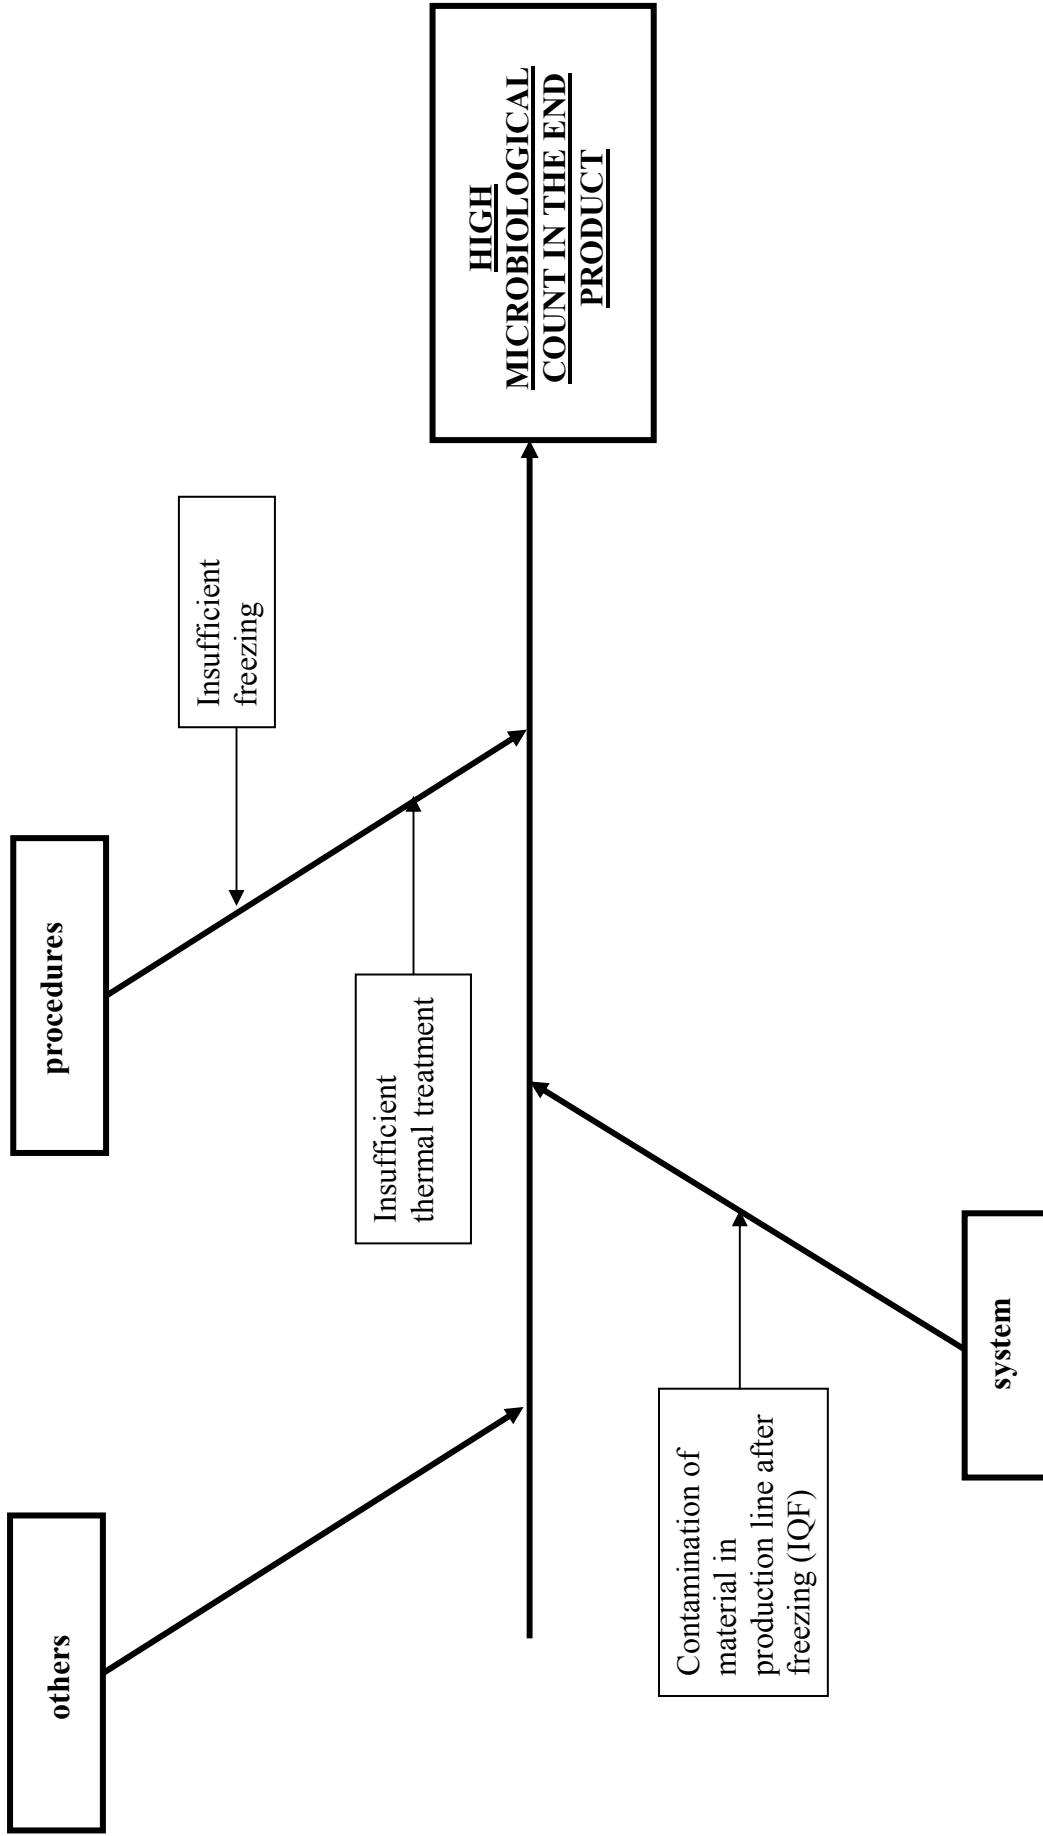 others
procedures
Insufficient
freezing
Insufficient
thermal treatment
HIGH
MICROBIOLOGICAL
COUNT IN THE END
PRODUCT
Contamination of
material in
production line after
freezing (IQF)
system